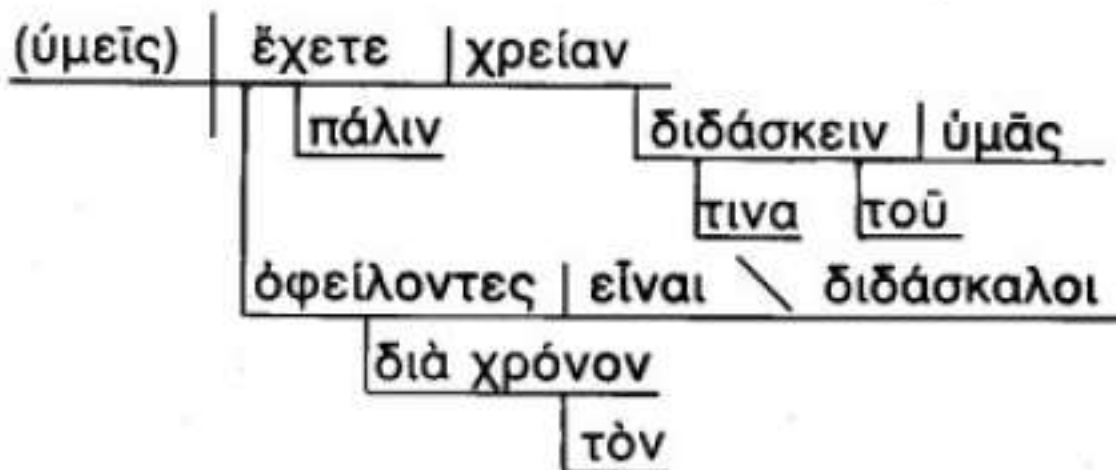 (ὑμεῖς) ἔχετε χρείαν
πάλιν διδάσκειν ὑμᾶς
τινα τοῦ
ὀφείλοντες εἶναι διδάσκαλοι
διὰ χρόνον
τὸν